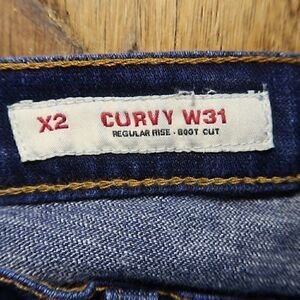 X2 CURVY W31
REGULAR RISE - BOOT CUT